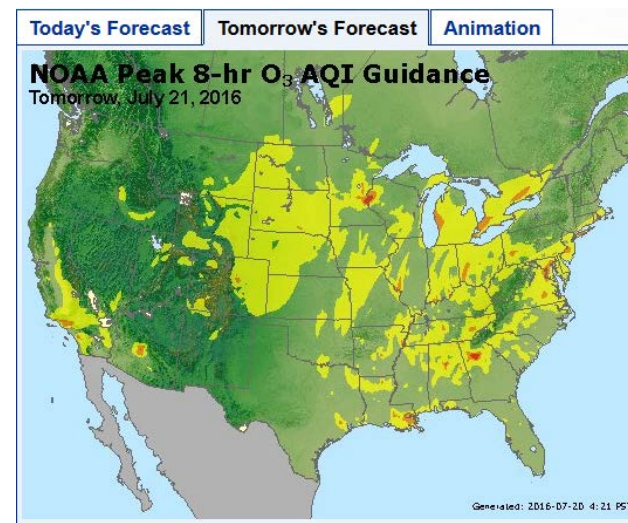 Today's Forecast
Tomorrow's Forecast
Animation
NOAA Peak 8-hr O₃ AQI Guidance
Tomorrow, July 21, 2016
Generated: 2016-07-20 4:21 PST